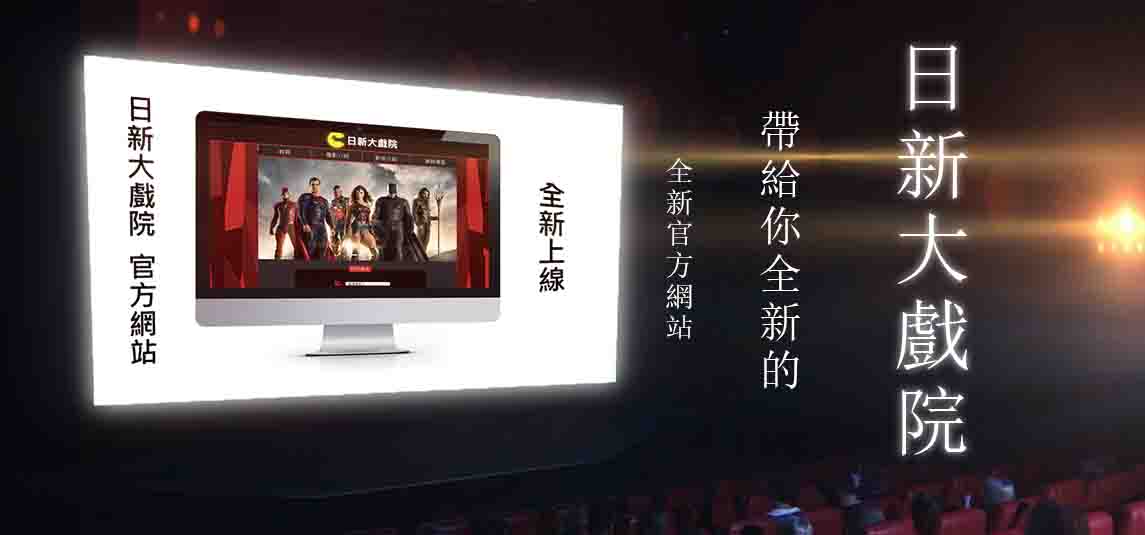 日新大戲院
帶給你全新的
全新官方網站
日新大戲院 官方網站
日新大戲院
全新上線